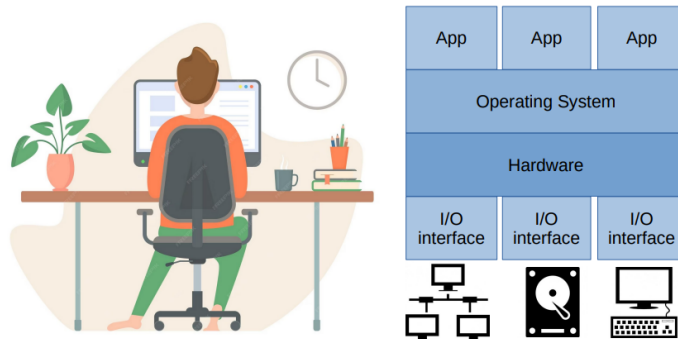 App
App
App
Operating System
Hardware
I/O
interface
I/O
interface
I/O
interface